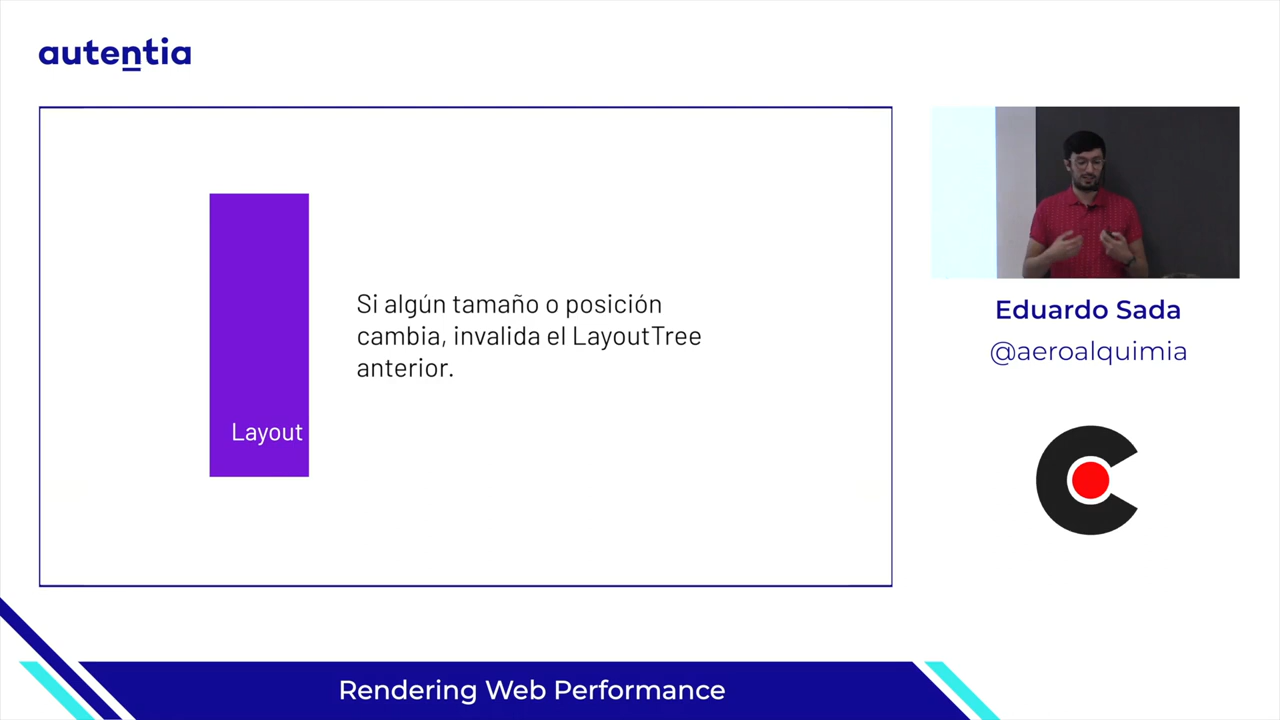 autentia
Si algún tamaño o posición
cambia, invalida el LayoutTree
anterior.
Layout
Eduardo Sada
@aeroalquimia
Rendering Web Performance